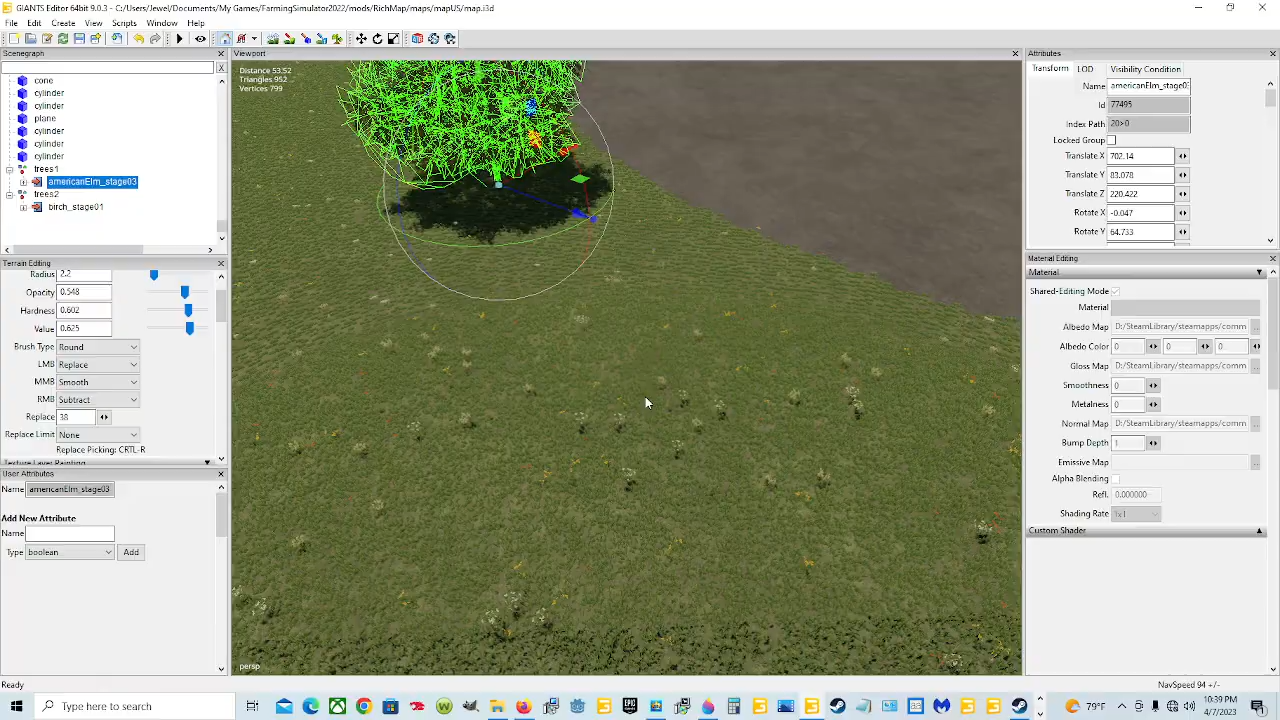 GIANTS Editor 64bit 9.0.3 - C:/Users/Jewel/Documents/My Games/FarmingSimulator2022/mods/RichMap/maps/mapUS/map.i3d
File Edit Create View Scripts Window Help
Scenegraph
X
cone
cylinder
cylinder
plane
cylinder
cylinder
cylinder
trees1
americanElm_stage03
trees2
birch_stage01
Terrain Editing
Radius 2.2
Opacity 0.548
Hardness 0.602
Value 0.625
Brush Type Round
LMB Replace
MMB Smooth
RMB Subtract
Replace 38
Replace Limit None
Replace Picking: CRTL-R
Texture Layer Painting
User Attributes
Name americanElm_stage03
Add New Attribute
Name
Type boolean Add
Viewport
Distance 53.52
Triangles 952
Vertices 799
persp
Attributes
Transform LOD Visibility Condition
Name americanElm_stage0
Id 77495
Index Path 20>0
Locked Group
Translate X 702.14
Translate Y 83.078
Translate Z 220.422
Rotate X -0.047
Rotate Y 64.733
Material Editing
Material
Shared-Editing Mode
Material
Albedo Map D:/SteamLibrary/steamapps/comm ...
Albedo Color 0 0 0
Gloss Map D:/SteamLibrary/steamapps/comm ...
Smoothness 0
Metalness 0
Normal Map D:/SteamLibrary/steamapps/comm ...
Bump Depth 1
Emissive Map ...
Alpha Blending
Refl. 0.000000
Shading Rate 1x1
Custom Shader
Ready
NavSpeed 94 +/-
Type here to search
79°F
10:39 PM
4/7/2023